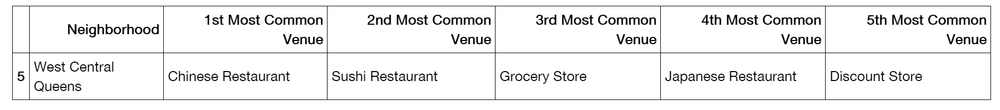 Neighborhood 1st Most Common Venue 2nd Most Common Venue 3rd Most Common Venue 4th Most Common Venue 5th Most Common Venue
5 West Central Queens Chinese Restaurant Sushi Restaurant Grocery Store Japanese Restaurant Discount Store